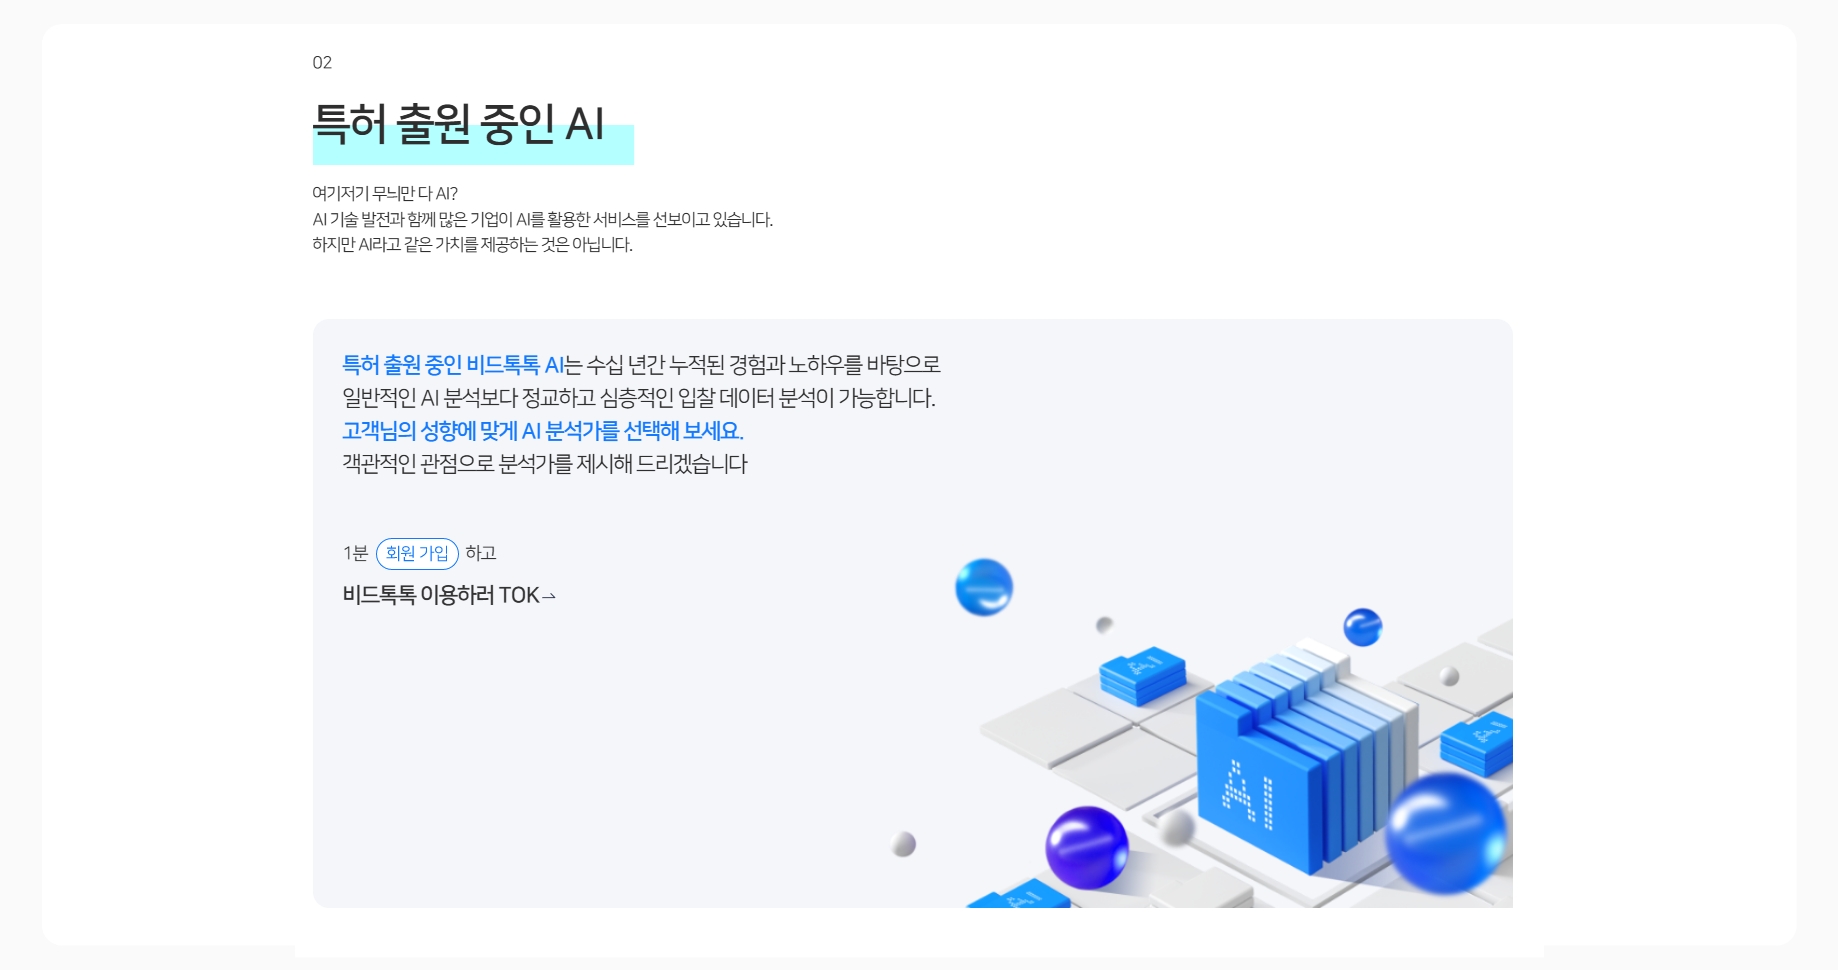 02
특허 출원 중인 AI
여기저기 무늬만 다 AI?
AI 기술 발전과 함께 많은 기업이 AI를 활용한 서비스를 선보이고 있습니다.
하지만 AI라고 같은 가치를 제공하는 것은 아닙니다.
특허 출원 중인 비드톡톡 AI는 수십 년간 누적된 경험과 노하우를 바탕으로
일반적인 AI 분석보다 정교하고 심층적인 입찰 데이터 분석이 가능합니다.
고객님의 성향에 맞게 AI 분석가를 선택해 보세요.
객관적인 관점으로 분석가를 제시해 드리겠습니다
1분 회원 가입 하고
비드톡톡 이용하러 TOK→
AI